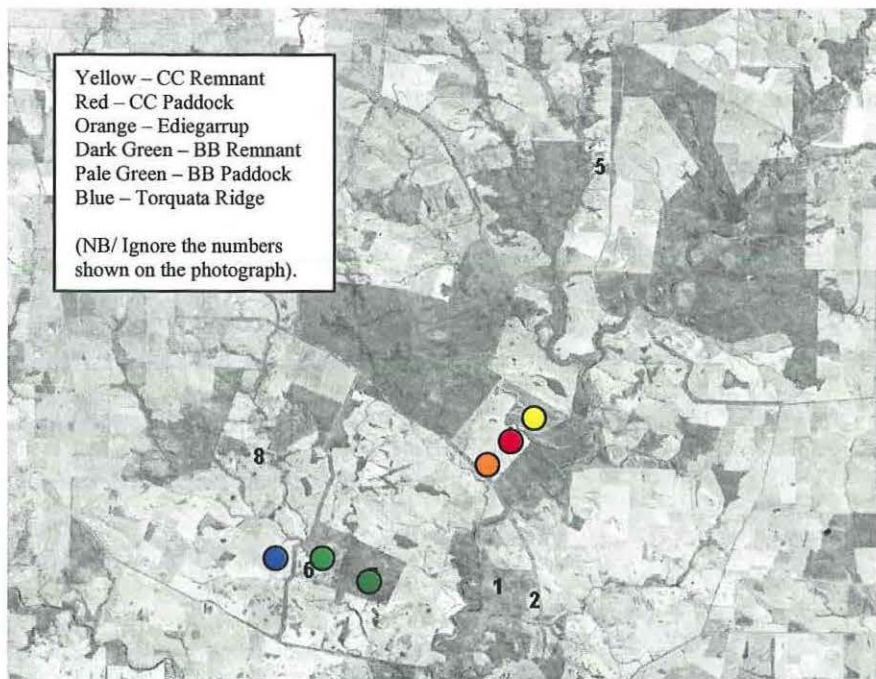 Yellow – CC Remnant
Red – CC Paddock
Orange – Ediegarrup
Dark Green – BB Remnant
Pale Green – BB Paddock
Blue – Torquata Ridge
(NB/ Ignore the numbers
shown on the photograph).
5
8
6
1
2